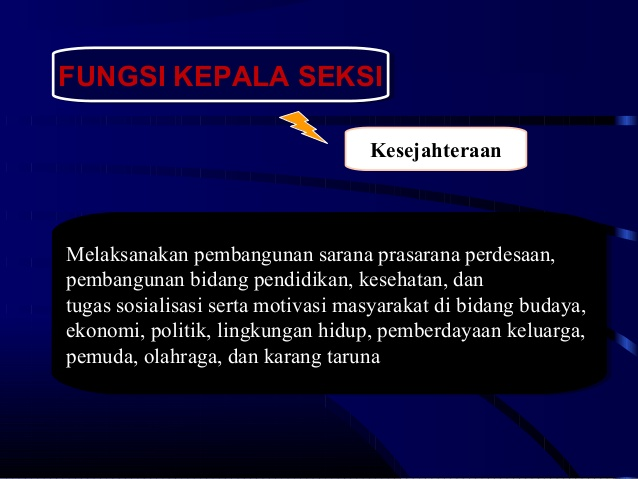 FUNGSI KEPALA SEKSI
Kesejahteraan
Melaksanakan pembangunan sarana prasarana perdesaan,
pembangunan bidang pendidikan, kesehatan, dan
tugas sosialisasi serta motivasi masyarakat di bidang budaya,
ekonomi, politik, lingkungan hidup, pemberdayaan keluarga,
pemuda, olahraga, dan karang taruna